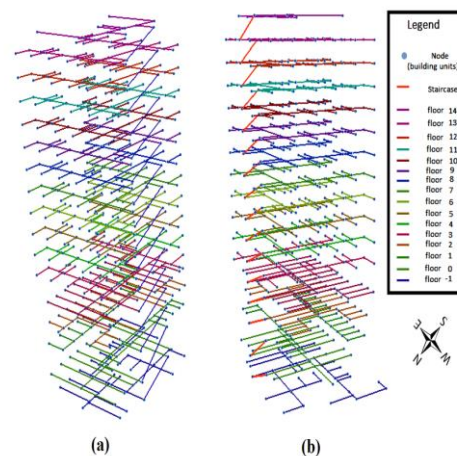 Legend
Node
(building units)
Staircase
floor 14
floor 13
floor 12
floor 11
floor 10
floor 9
floor 8
floor 7
floor 6
floor 5
floor 4
floor 3
floor 2
floor 1
floor 0
floor -1
S
E
W
N
(a)
(b)